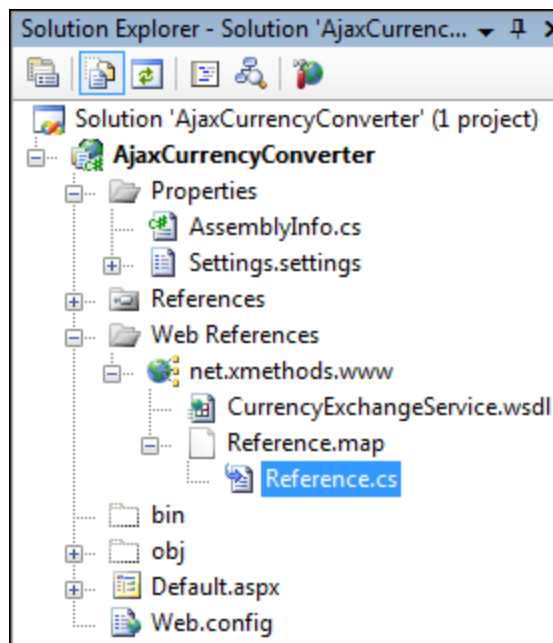 Solution Explorer - Solution 'AjaxCurrenc...
Solution 'AjaxCurrencyConverter' (1 project)
AjaxCurrencyConverter
Properties
AssemblyInfo.cs
Settings.settings
References
Web References
net.xmethods.www
CurrencyExchangeService.wsdl
Reference.map
Reference.cs
bin
obj
Default.aspx
Web.config